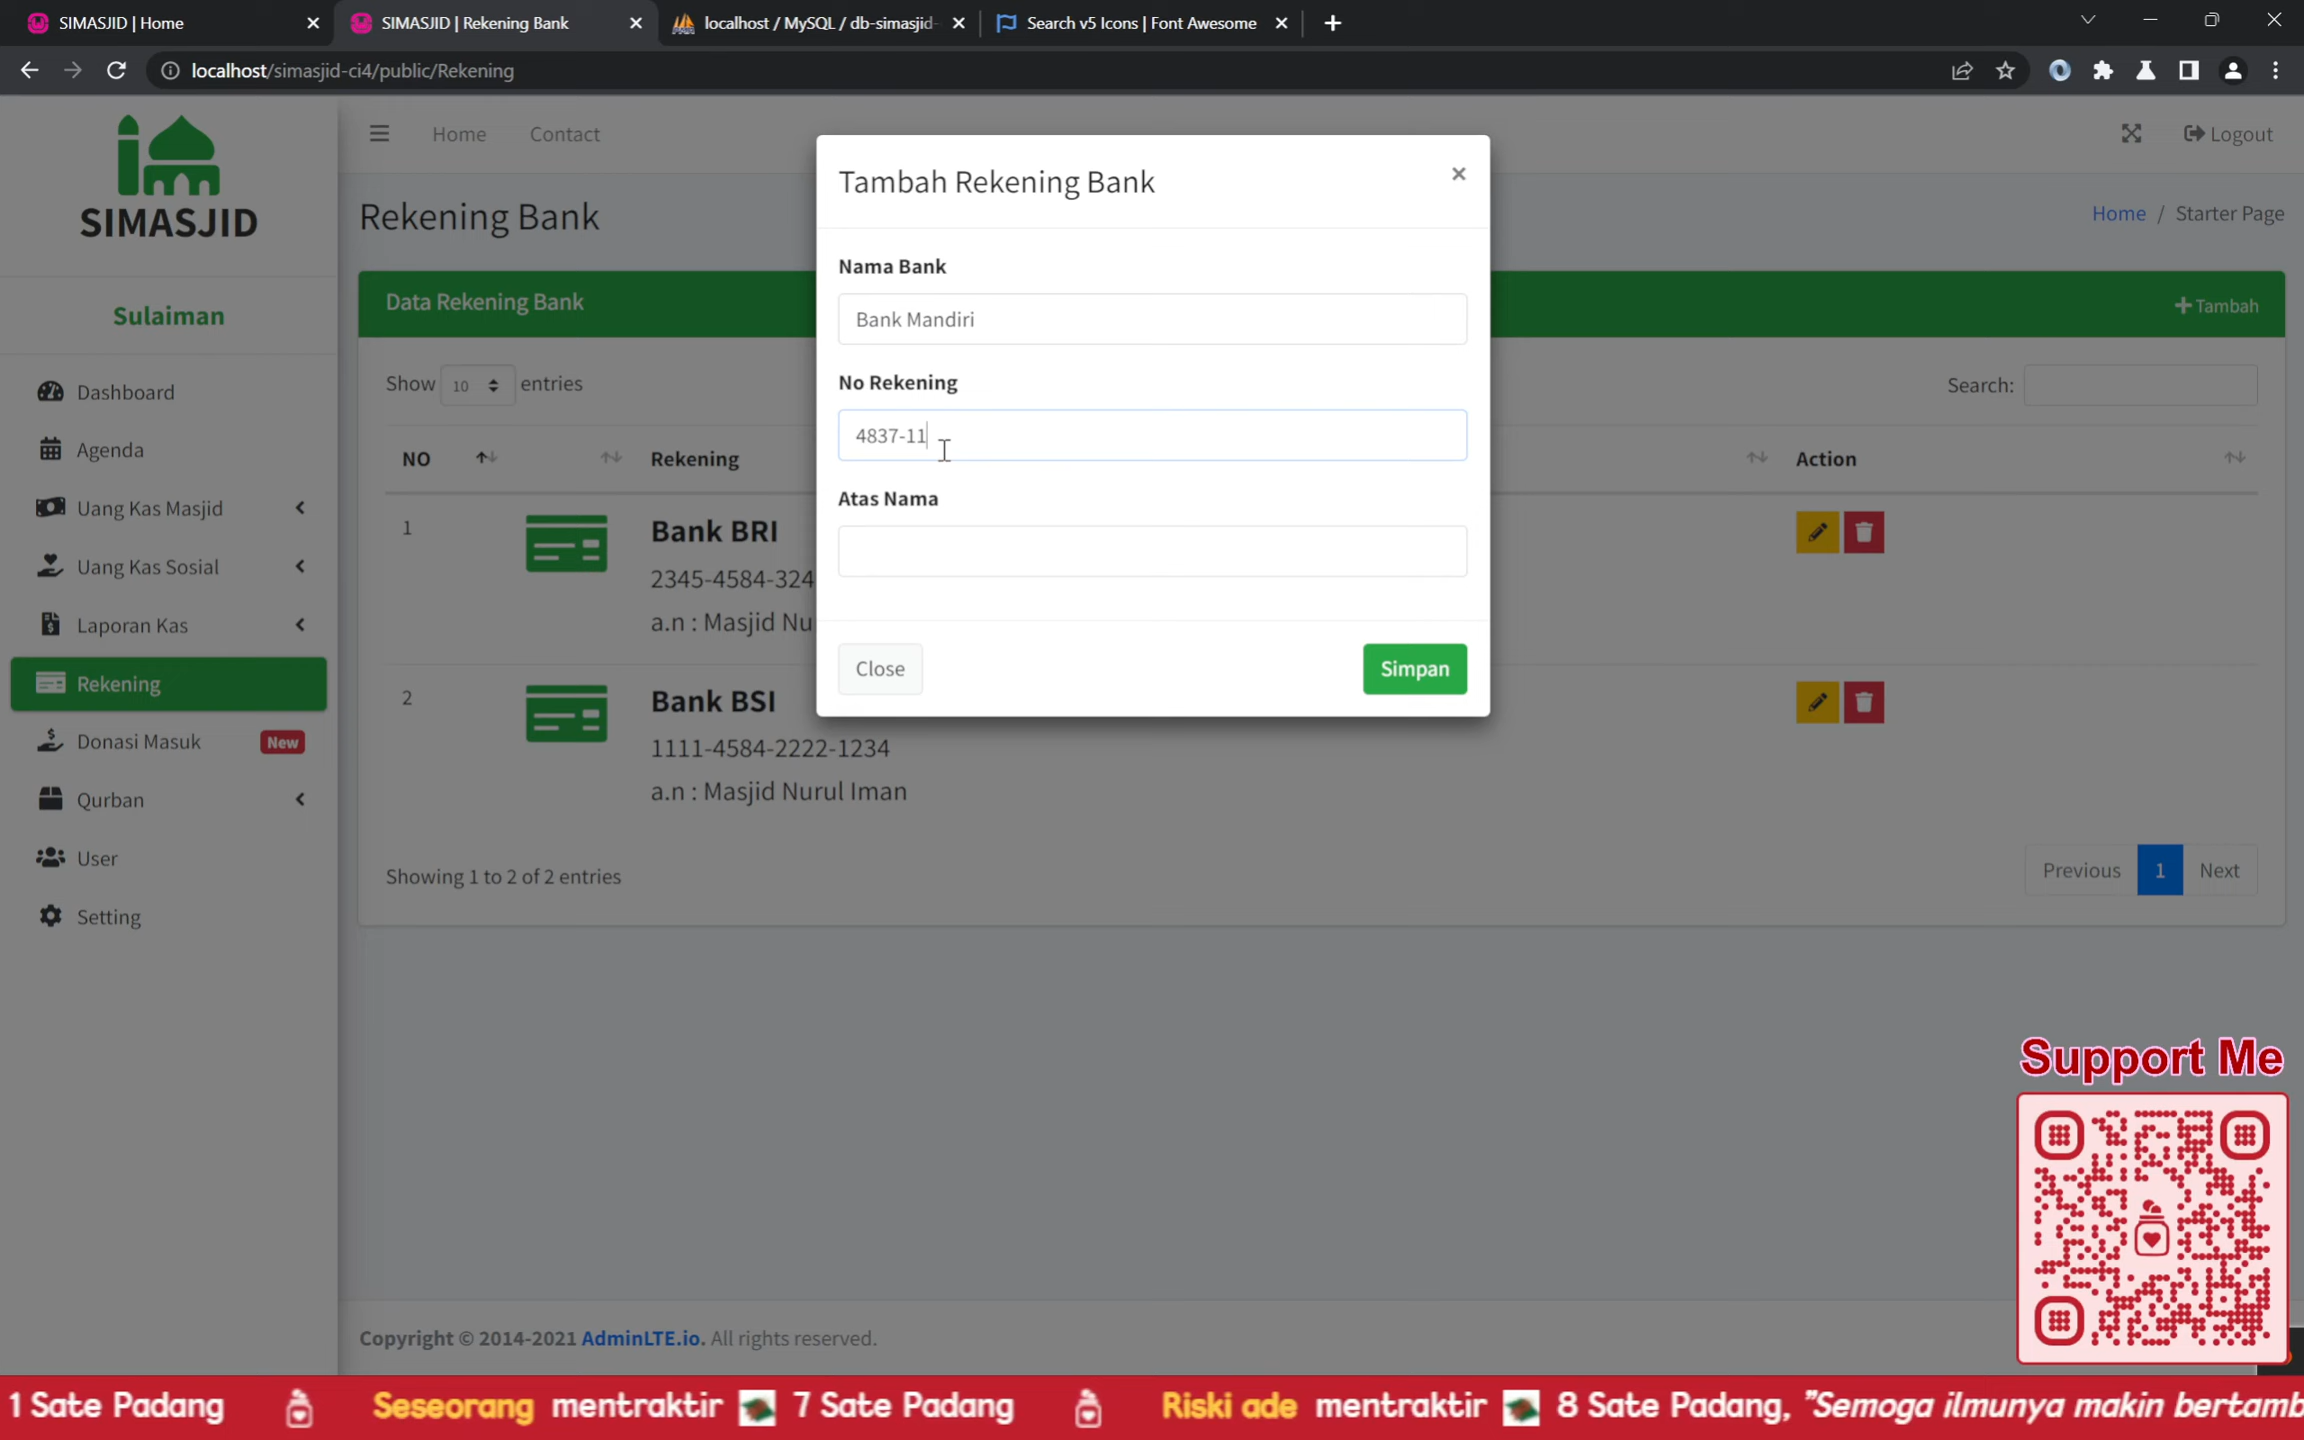 SIMASJID | Home
SIMASJID | Rekening Bank
localhost / MySQL / db-simasjid-
Search v5 Icons | Font Awesome
localhost/simasjid-ci4/public/Rekening
SIMASJID
Home
Contact
Logout
Rekening Bank
Home / Starter Page
Sulaiman
Dashboard
Agenda
Uang Kas Masjid
Uang Kas Sosial
Laporan Kas
Rekening
Donasi Masuk
New
Qurban
User
Setting
Data Rekening Bank
Tambah
Show 10 entries
Search:
NO
Rekening
Action
1
Bank BRI
2345-4584-324
a.n : Masjid Nu
2
Bank BSI
1111-4584-2222-1234
a.n : Masjid Nurul Iman
Showing 1 to 2 of 2 entries
Previous
1
Next
Tambah Rekening Bank
×
Nama Bank
Bank Mandiri
No Rekening
4837-11
Atas Nama
Close
Simpan
Copyright © 2014-2021 AdminLTE.io. All rights reserved.
Support Me
1 Sate Padang Seseorang mentraktir 7 Sate Padang Riski ade mentraktir 8 Sate Padang, "Semoga ilmunya makin bertamb